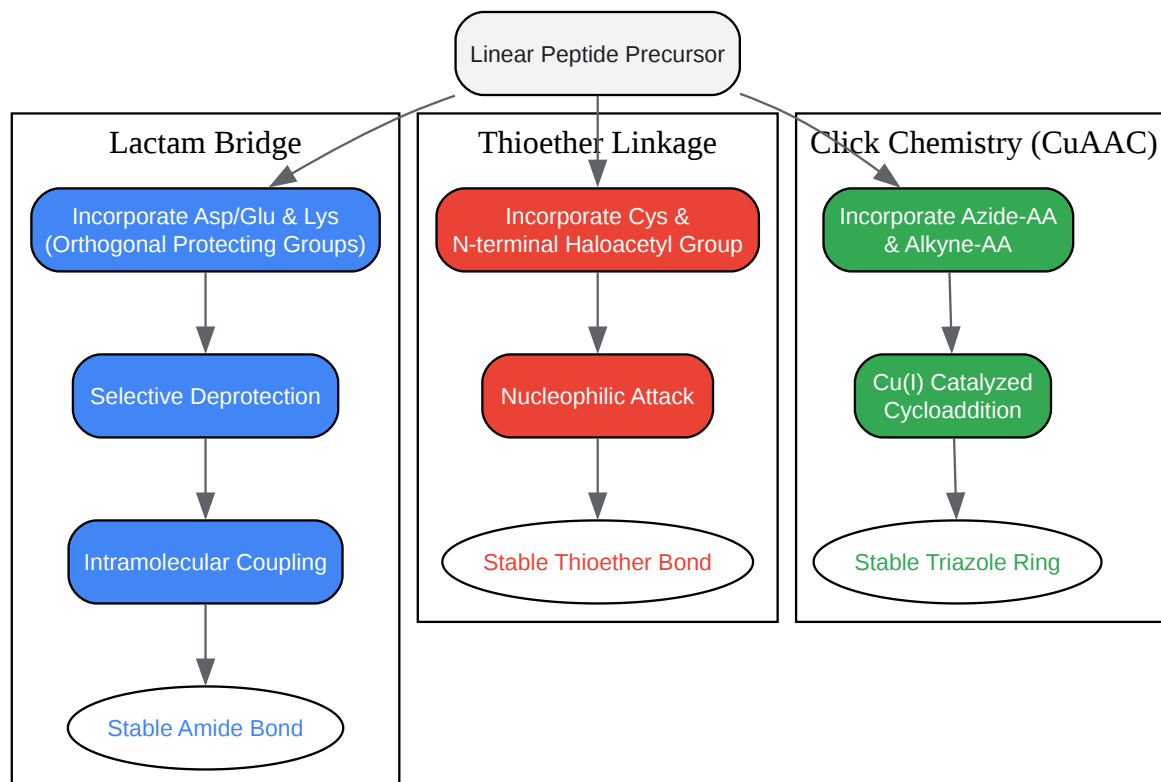 Linear Peptide Precursor
Lactam Bridge
Incorporate Asp/Glu & Lys
(Orthogonal Protecting Groups)
Selective Deprotection
Intramolecular Coupling
Stable Amide Bond
Thioether Linkage
Incorporate Cys &
N-terminal Haloacetyl Group
Nucleophilic Attack
Stable Thioether Bond
Click Chemistry (CuAAC)
Incorporate Azide-AA
& Alkyne-AA
Cu(I) Catalyzed
Cycloaddition
Stable Triazole Ring